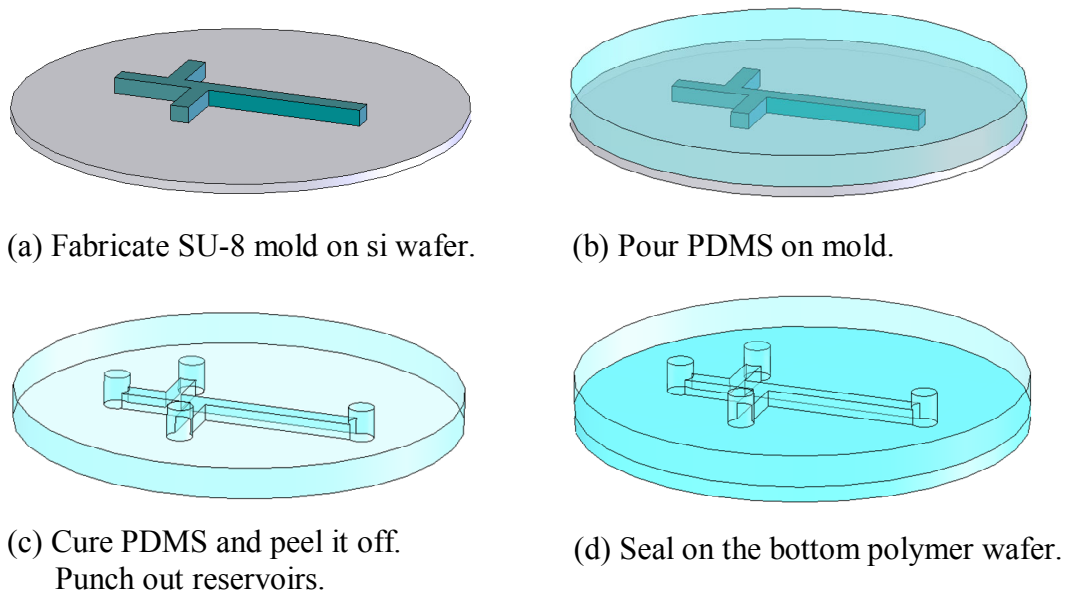 (a) Fabricate SU-8 mold on si wafer.
(b) Pour PDMS on mold.
(c) Cure PDMS and peel it off.
Punch out reservoirs.
(d) Seal on the bottom polymer wafer.